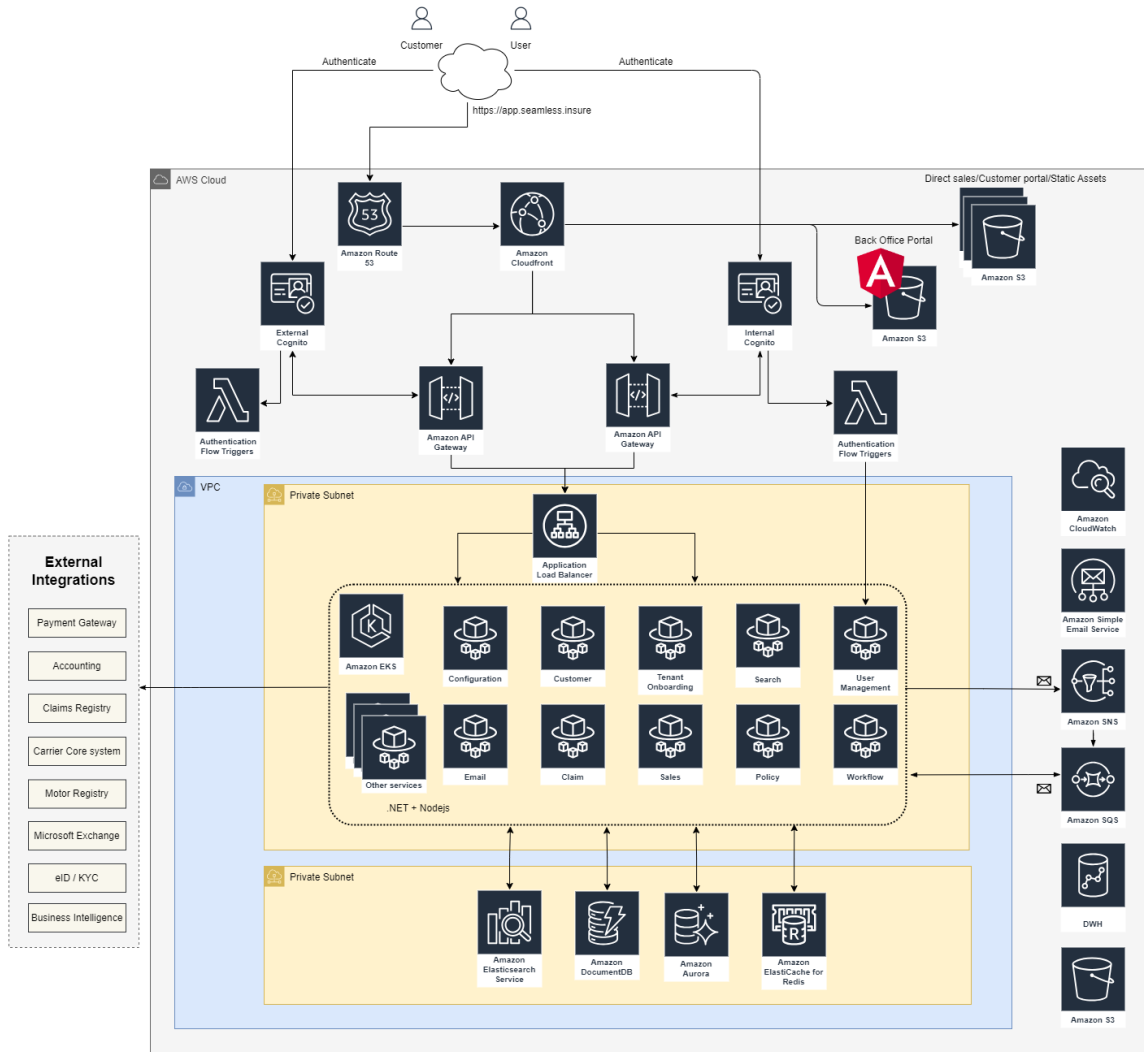 Customer
User
Authenticate
Authenticate
https://app.seamless.insure
AWS Cloud
Direct sales/Customer portal/Static Assets
53
Amazon Route
53
Amazon
Cloudfront
Back Office Portal
A
Amazon S3
Amazon S3
External
Cognito
Internal
Cognito
</>
</>
Authentication
Flow Triggers
Amazon API
Gateway
Amazon API
Gateway
Authentication
Flow Triggers
VPC
Private Subnet
Amazon
CloudWatch
Application
Load Balancer
External
Integrations
Payment Gateway
Accounting
Claims Registry
Carrier Core system
Motor Registry
Microsoft Exchange
eID / KYC
Business Intelligence
K
Amazon EKS
Configuration
Customer
Tenant
Onboarding
Search
User
Management
Amazon Simple
Email Service
Amazon SNS
Other services
Email
Claim
Sales
Policy
Workflow
.NET + Nodejs
Amazon SQS
Private Subnet
R
Amazon
Elasticsearch
Service
Amazon
DocumentDB
Amazon
Aurora
Amazon
ElastiCache for
Redis
DWH
Amazon S3